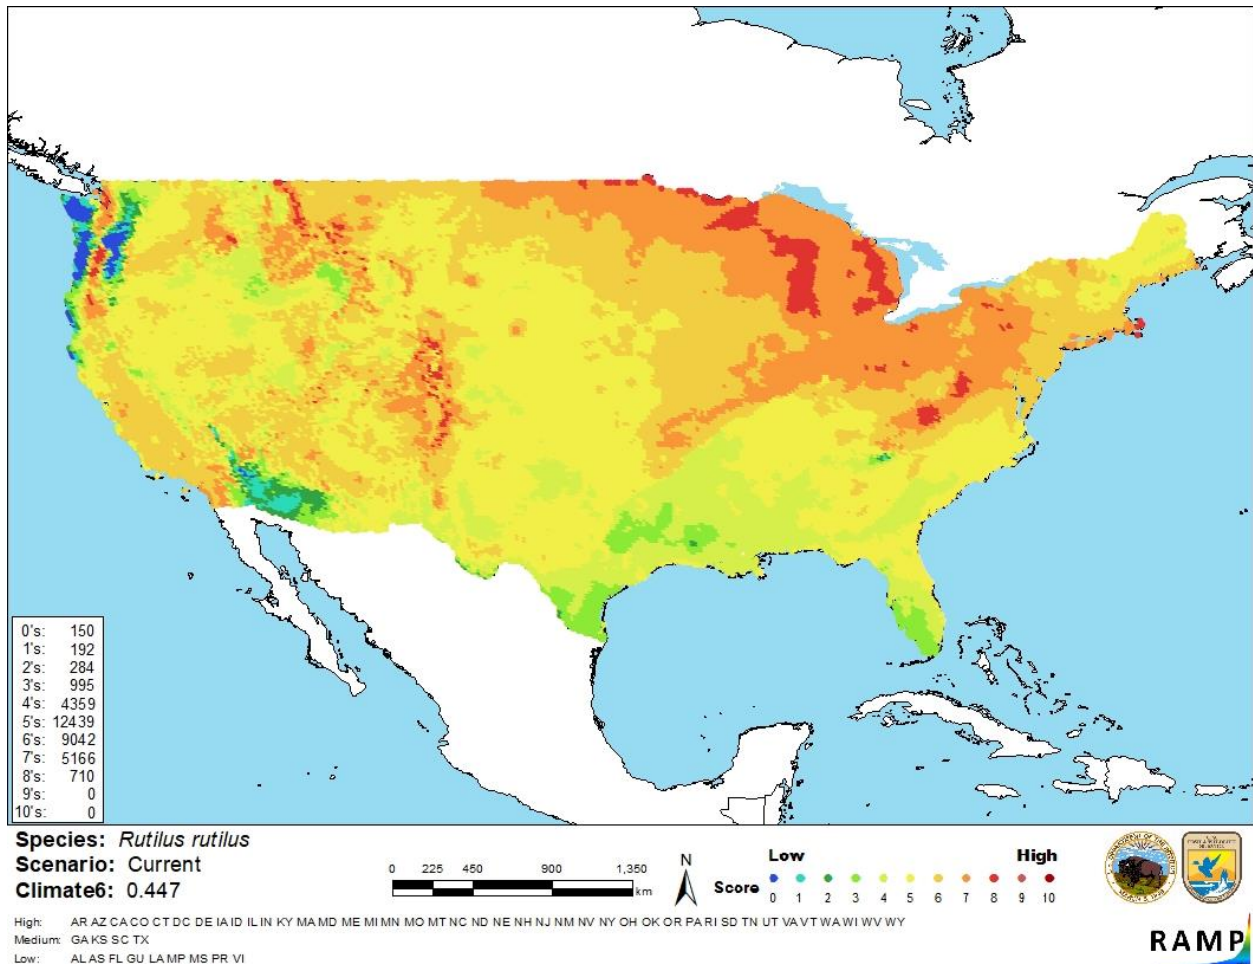 0's: 150
1's: 192
2's: 284
3's: 995
4's: 4359
5's: 12439
6's: 9042
7's: 5166
8's: 710
9's: 0
10's: 0
Species: Rutilus rutilus
Scenario: Current
Climate6: 0.447
0 225 450 900 1,350
km
N
Low High
Score
0 1 2 3 4 5 6 7 8 9 10
High: AR AZ CA CO CT DC DE IA ID IL IN KY MA MD ME MI MN MO MT NC ND NE NH NJ NM NV NY OH OK OR PA RI SD TN UT VA VT WA WI WV WY
Medium: GA KS SC TX
Low: AL AS FL GU LA MP MS PR VI
RAMP